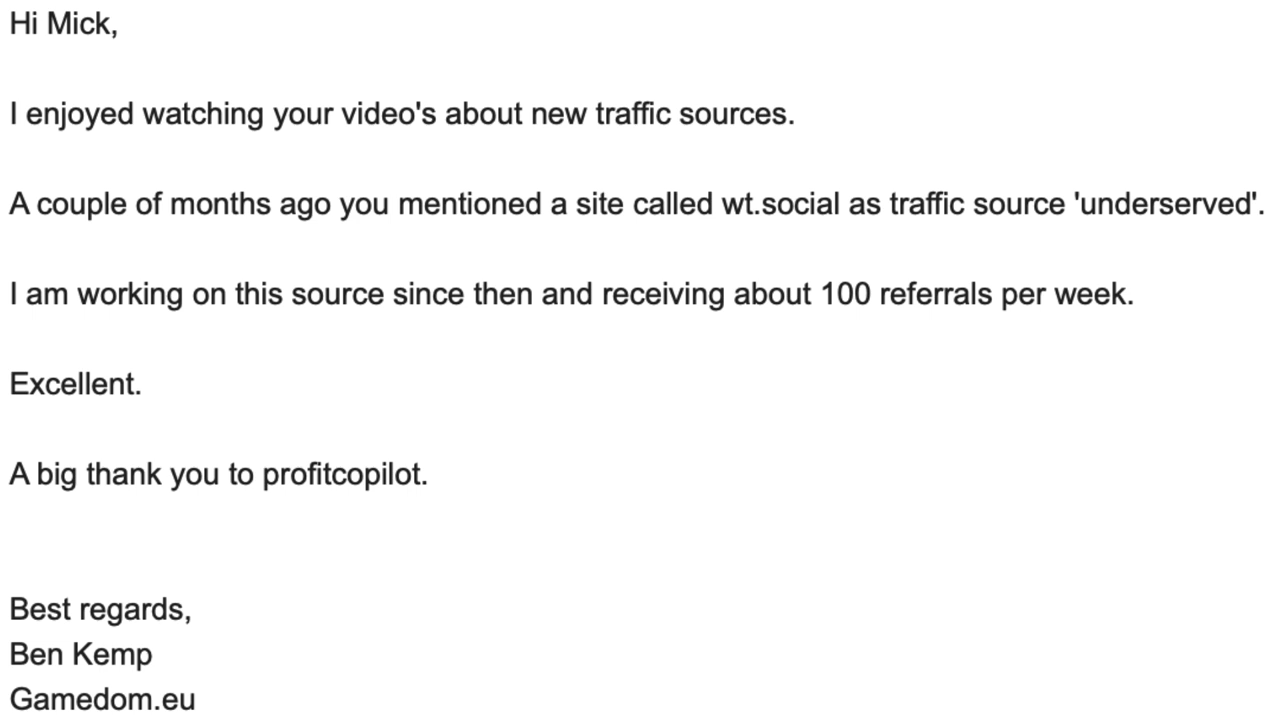 Hi Mick,
I enjoyed watching your video's about new traffic sources.
A couple of months ago you mentioned a site called wt.social as traffic source 'underserved'.
I am working on this source since then and receiving about 100 referrals per week.
Excellent.
A big thank you to profitcopilot.
Best regards,
Ben Kemp
Gamedom.eu